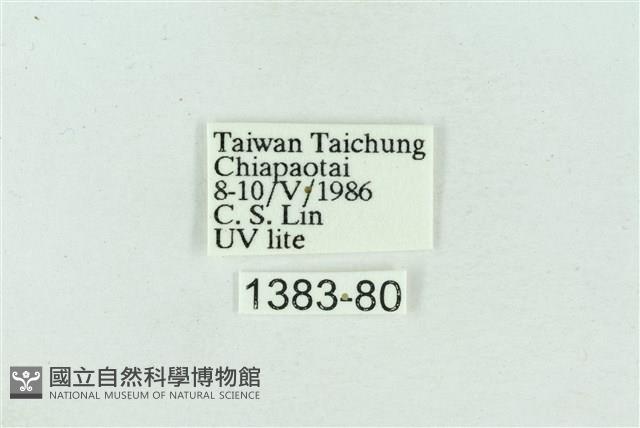 Taiwan Taichung
Chiapaotai
8-10/V/1986
C. S. Lin
UV lite
1383-80
國立自然科學博物館
NATIONAL MUSEUM OF NATURAL SCIENCE